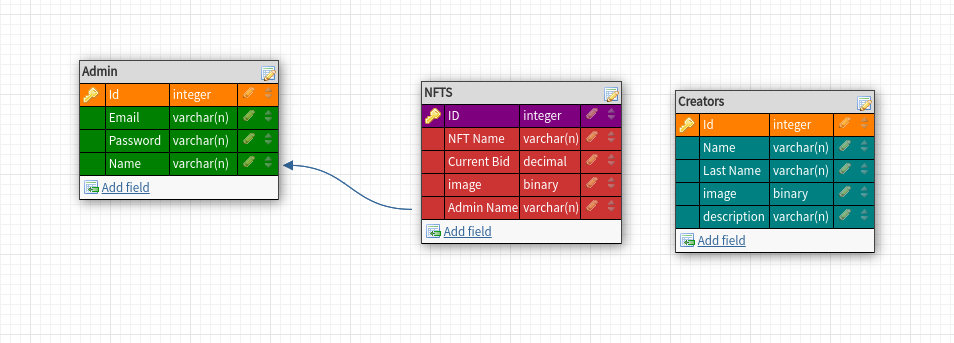 Admin
Id integer
Email varchar(n)
Password varchar(n)
Name varchar(n)
Add field
NFTS
ID integer
NFT Name varchar(n)
Current Bid decimal
image binary
Admin Name varchar(n)
Add field
Creators
Id integer
Name varchar(n)
Last Name varchar(n)
image binary
description varchar(n)
Add field